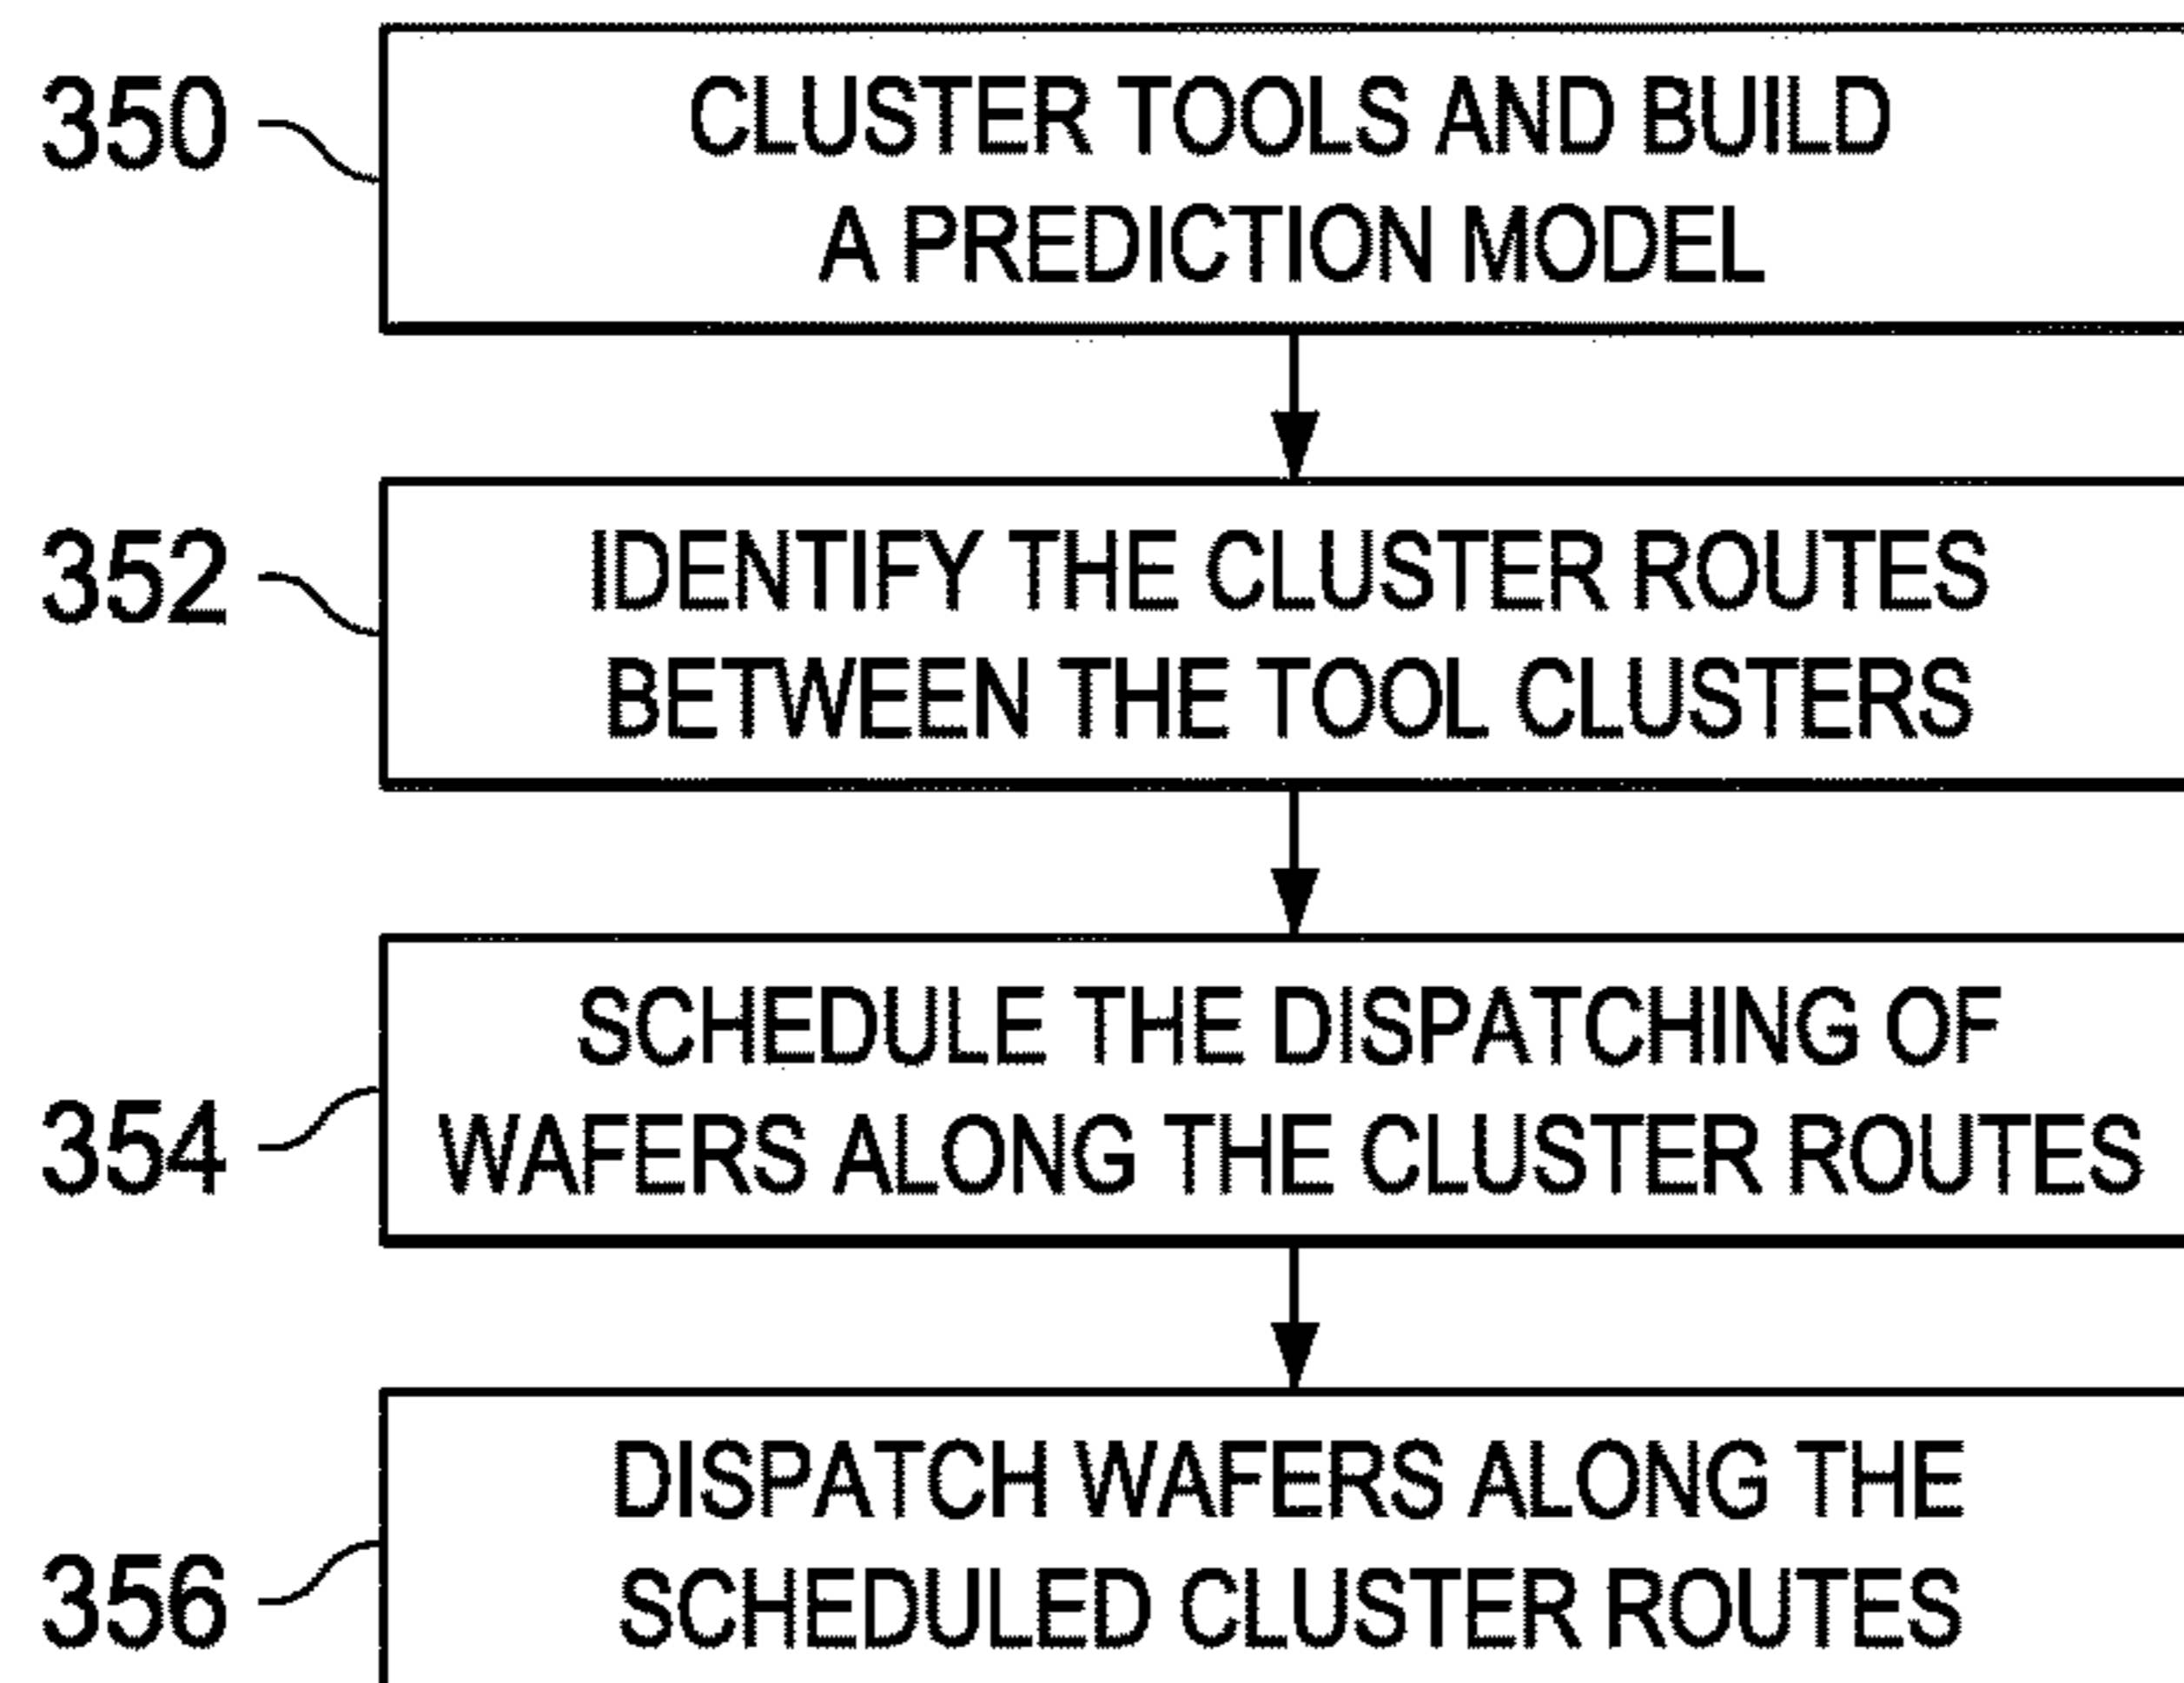 350
CLUSTER TOOLS AND BUILD
A PREDICTION MODEL
352
IDENTIFY THE CLUSTER ROUTES
BETWEEN THE TOOL CLUSTERS
SCHEDULE THE DISPATCHING OF
354
WAFERS ALONG THE CLUSTER ROUTES
DISPATCH WAFERS ALONG THE
356
SCHEDULED CLUSTER ROUTES